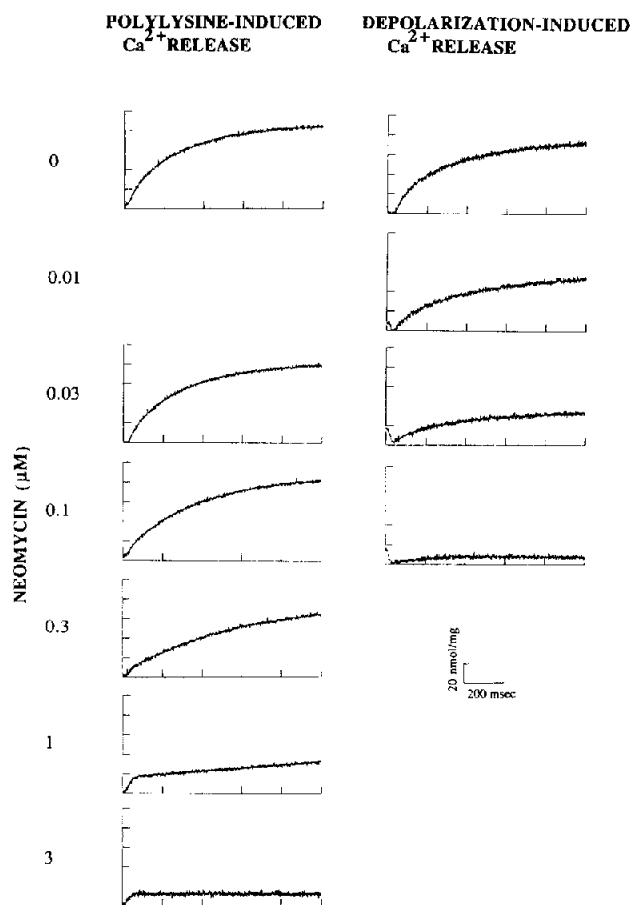 POLYLYSINE-INDUCED
Ca2+ RELEASE
DEPOLARIZATION-INDUCED
Ca2+ RELEASE
NEOMYCIN (µM)
0
0.01
0.03
0.1
0.3
1
3
20 nmol/mg
200 msec